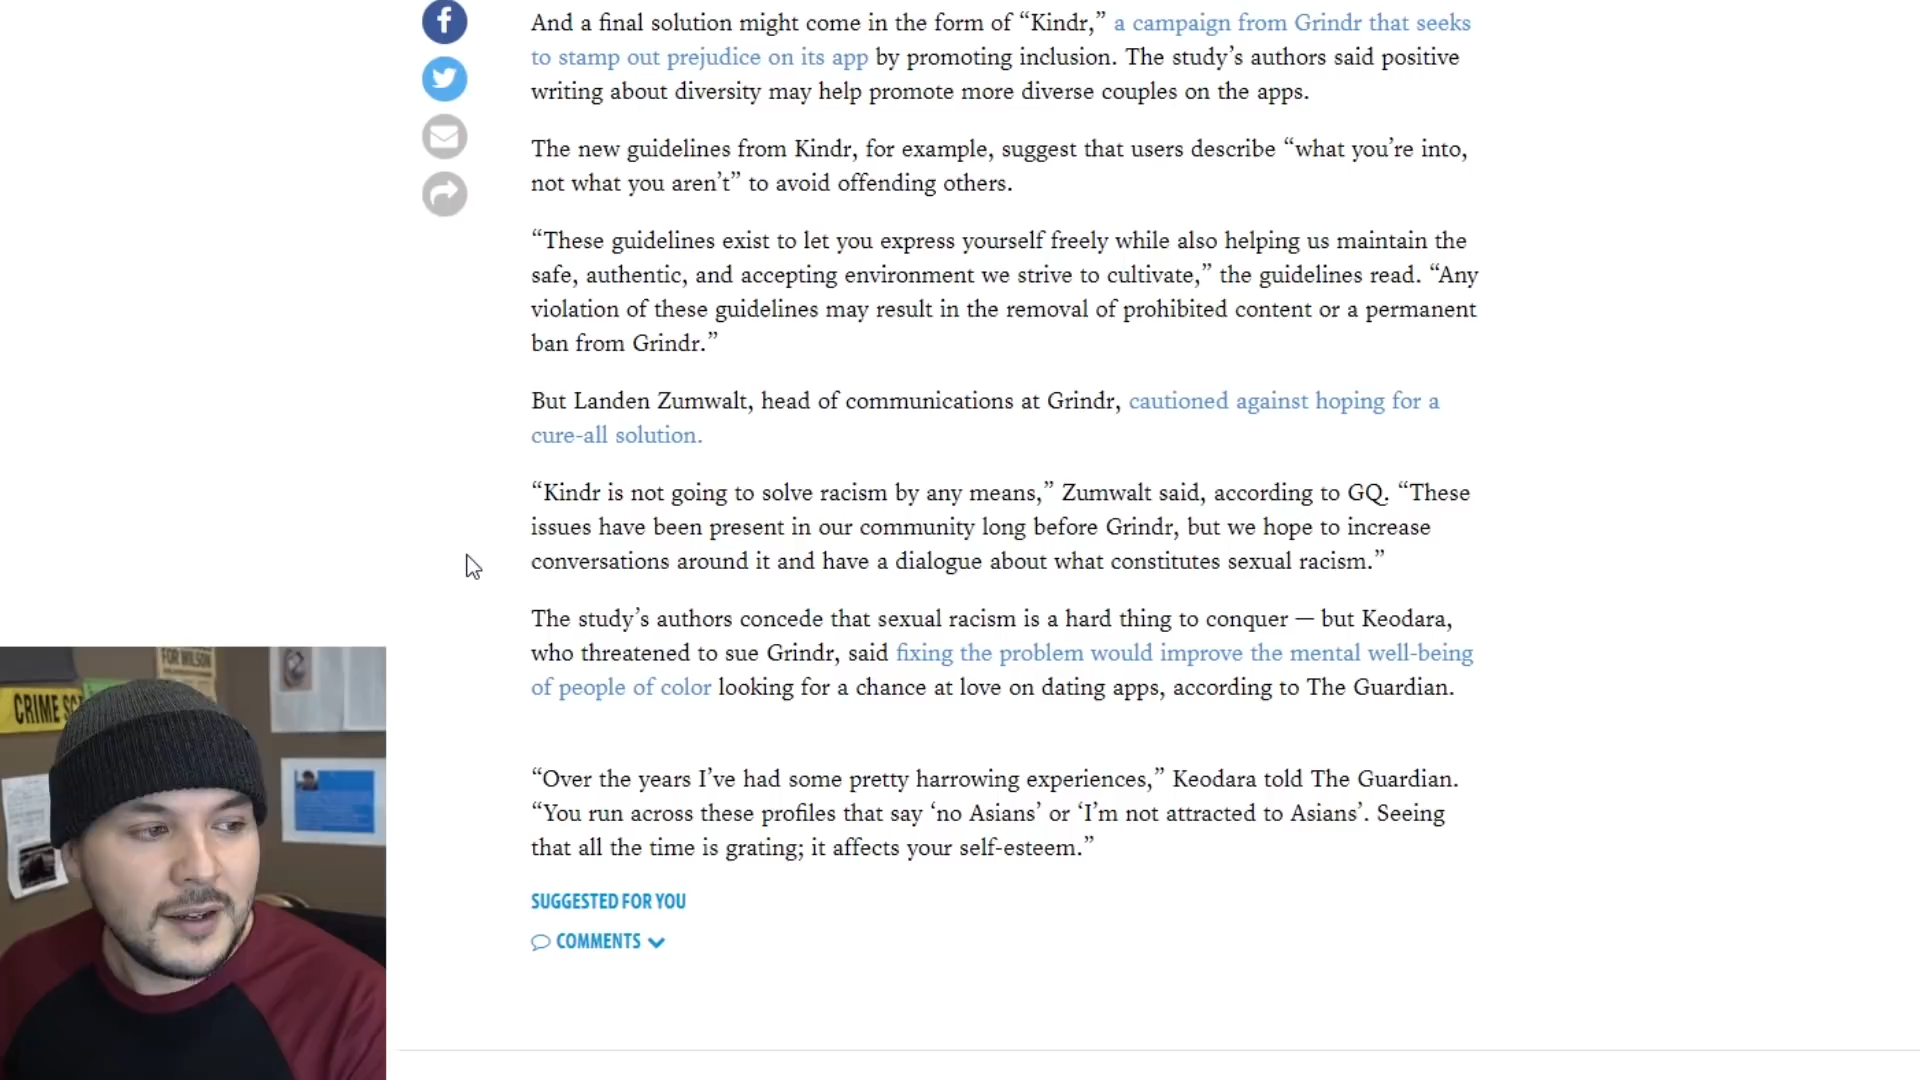 And a final solution might come in the form of “Kindr,” a campaign from Grindr that seeks
to stamp out prejudice on its app by promoting inclusion. The study’s authors said positive
writing about diversity may help promote more diverse couples on the apps.
The new guidelines from Kindr, for example, suggest that users describe “what you’re into,
not what you aren’t” to avoid offending others.
“These guidelines exist to let you express yourself freely while also helping us maintain the
safe, authentic, and accepting environment we strive to cultivate,” the guidelines read. “Any
violation of these guidelines may result in the removal of prohibited content or a permanent
ban from Grindr.”
But Landen Zumwalt, head of communications at Grindr, cautioned against hoping for a
cure-all solution.
“Kindr is not going to solve racism by any means,” Zumwalt said, according to GQ. “These
issues have been present in our community long before Grindr, but we hope to increase
conversations around it and have a dialogue about what constitutes sexual racism.”
The study’s authors concede that sexual racism is a hard thing to conquer — but Keodara,
who threatened to sue Grindr, said fixing the problem would improve the mental well-being
of people of color looking for a chance at love on dating apps, according to The Guardian.
“Over the years I’ve had some pretty harrowing experiences,” Keodara told The Guardian.
“You run across these profiles that say ‘no Asians’ or ‘I’m not attracted to Asians’. Seeing
that all the time is grating; it affects your self-esteem.”
SUGGESTED FOR YOU
COMMENTS
FOR WILSON
CRIME